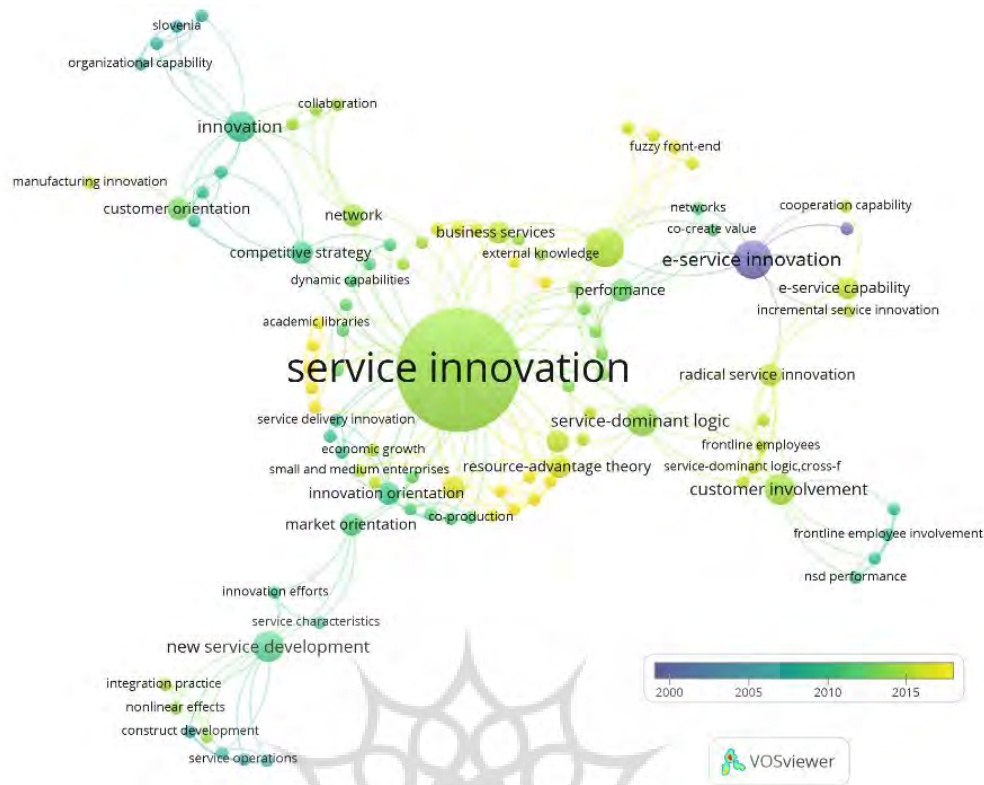 slovenia
organizational capability
collaboration
innovation
fuzzy front-end
manufacturing innovation
customer orientation
network
networks
cooperation capability
business services
co-create value
competitive strategy
external knowledge
e-service innovation
dynamic capabilities
performance
e-service capability
incremental service innovation
academic libraries
service innovation
radical service innovation
service delivery innovation
service-dominant logic
economic growth
frontline employees
small and medium enterprises
resource-advantage theory
service-dominant logic,cross-f
innovation orientation
customer involvement
market orientation
co-production
frontline employee involvement
nsd performance
innovation efforts
service characteristics
new service development
integration practice
nonlinear effects
construct development
service operations
2000 2005 2010 2015
VOSviewer